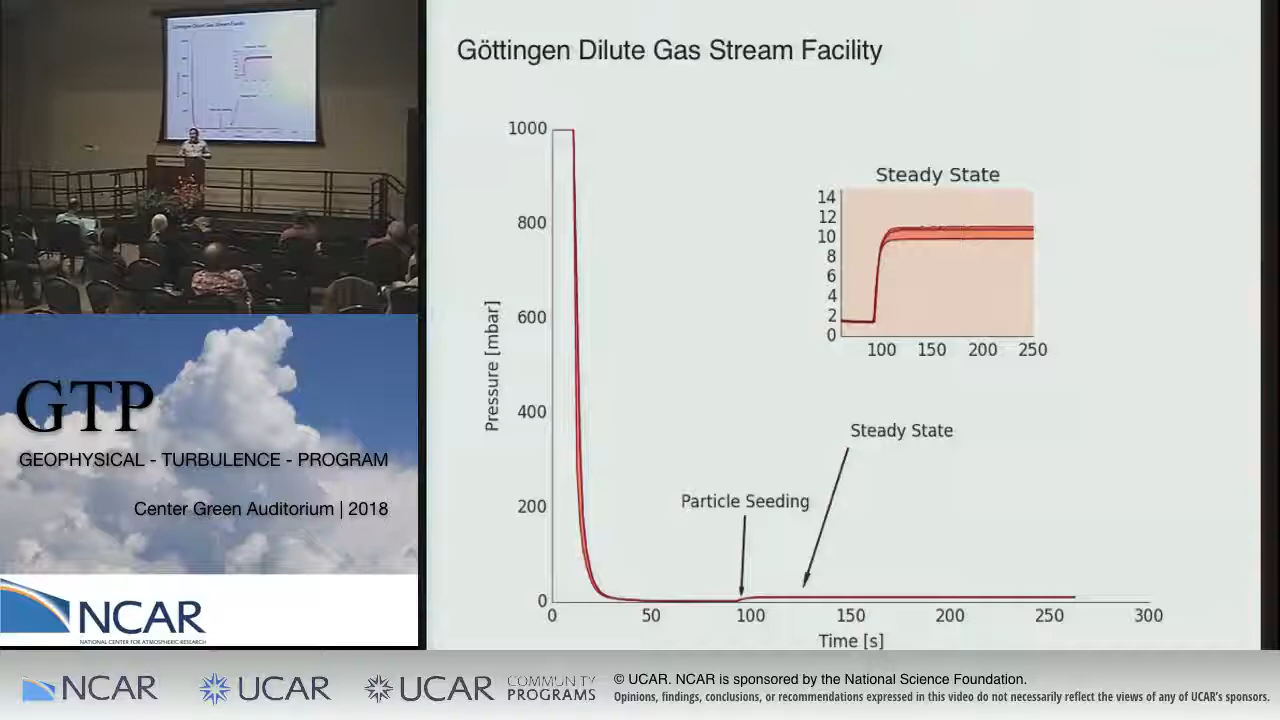 Göttingen Dilute Gas Stream Facility
1000
800
600
400
200
0
Pressure [mbar]
0 50 100 150 200 250 300
Time [s]
Particle Seeding
Steady State
Steady State
14
12
10
8
6
4
2
0
100 150 200 250
GTP
GEOPHYSICAL - TURBULENCE - PROGRAM
Center Green Auditorium | 2018
NCAR
NATIONAL CENTER FOR ATMOSPHERIC RESEARCH
NCAR
UCAR
UCAR
COMMUNITY
PROGRAMS
© UCAR. NCAR is sponsored by the National Science Foundation.
Opinions, findings, conclusions, or recommendations expressed in this video do not necessarily reflect the views of any of UCAR's sponsors.